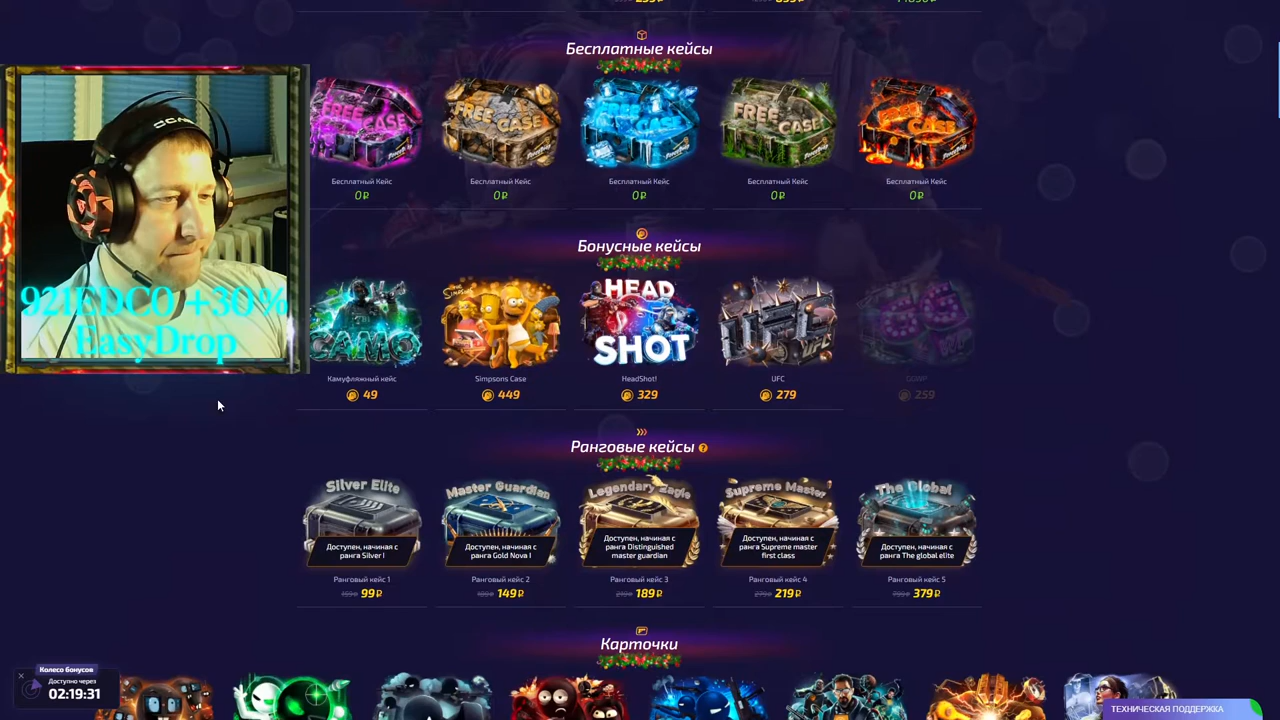 Бесплатные кейсы
FREE CASE
FREE CASE
FREE CASE
FREE CASE
CASE
Бесплатный Кейс
Бесплатный Кейс
Бесплатный Кейс
Бесплатный Кейс
Бесплатный Кейс
0₽
0₽
0₽
0₽
0₽
Бонусные кейсы
921EDCO +30%
EasyDrop
CAMO
HEAD
SHOT
UFC
Камуфляжный кейс
Simpsons Case
HeadShot!
UFC
49
449
329
279
259
Ранговые кейсы ?
Silver Elite
Master Guardian
Legendary Eagle
Supreme Master
The Global
Доступен, начиная с
ранга Silver I
Доступен, начиная с
ранга Gold Nova I
Доступен, начиная с
ранга Distinguished
master guardian
Доступен, начиная с
ранга Supreme master
first class
Доступен, начиная с
ранга The global elite
Ранговый кейс 1
Ранговый кейс 2
Ранговый кейс 3
Ранговый кейс 4
Ранговый кейс 5
99₽
149₽
189₽
219₽
379₽
Карточки
Колесо бонусов
Доступно через
02:19:31
ТЕХНИЧЕСКАЯ ПОДДЕРЖКА